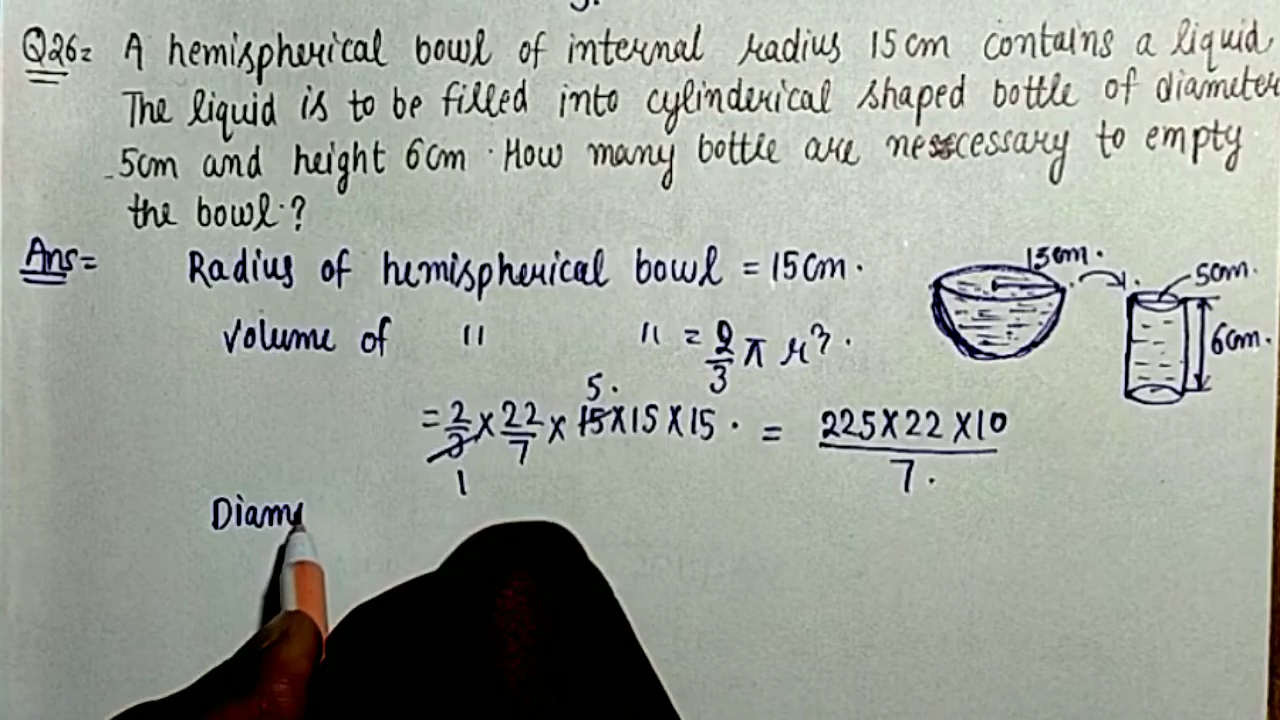 Q26= A hemispherical bowl of internal radius 15cm contains a liquid.
The liquid is to be filled into cylinderical shaped bottle of diameter
5cm and height 6cm. How many bottle are nesscessary to empty
the bowl.?
Ans= Radius of hemispherical bowl = 15cm.
15cm.
5cm.
6cm.
volume of " " = 2/3 π r³.
= 2/3 × 22/7 × 15 × 15 × 15. = 225×22×10/7.
5.
1
Diam